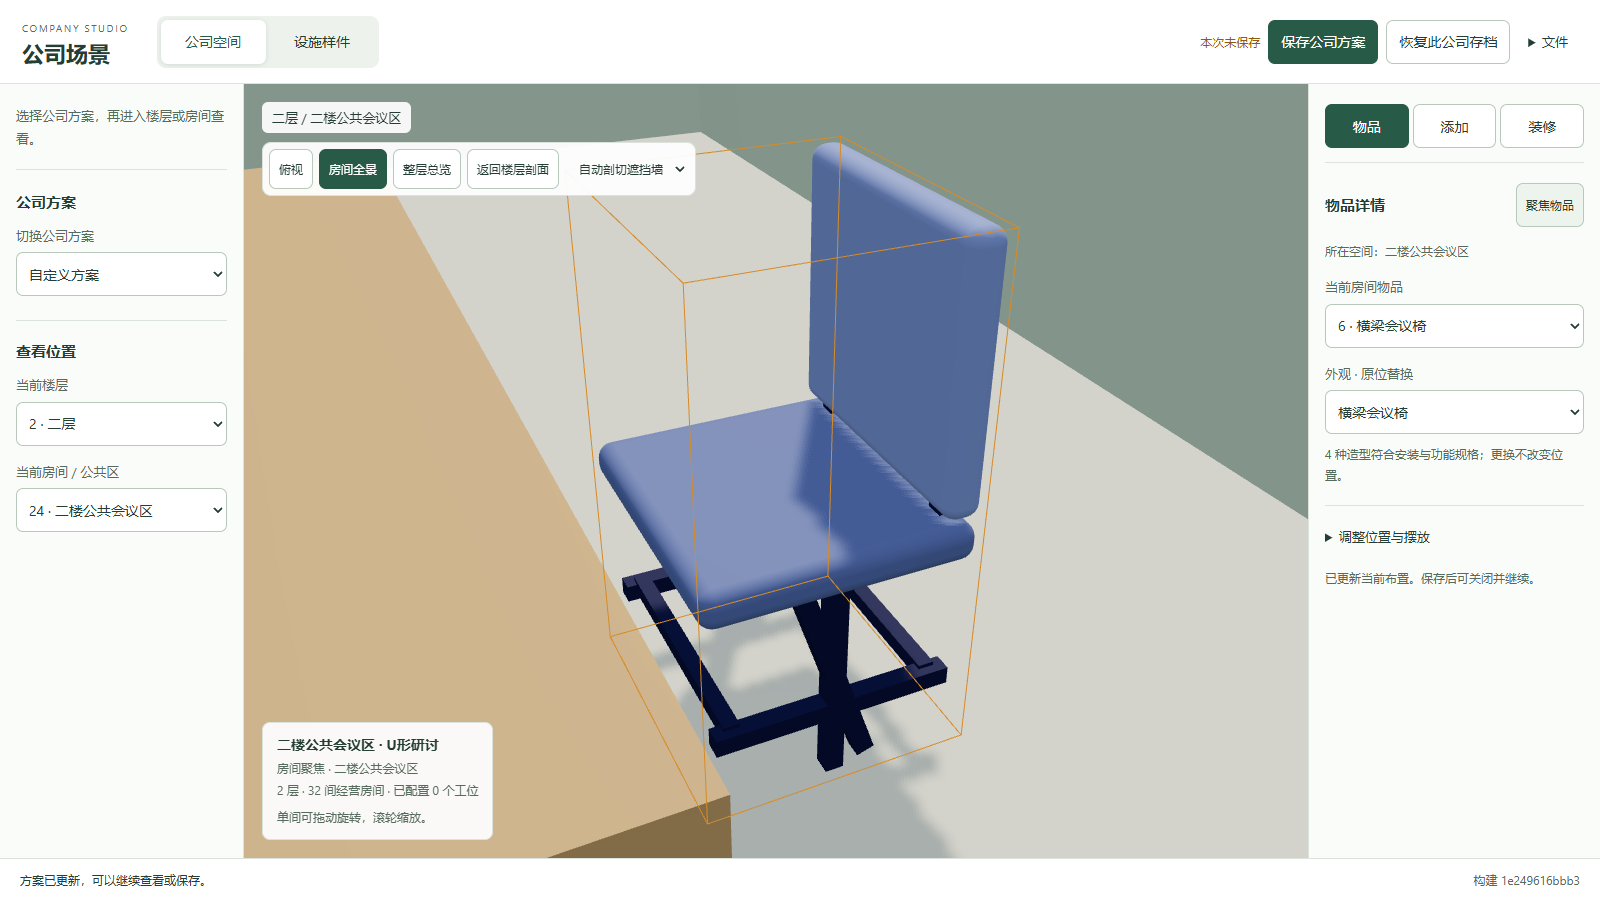 COMPANY STUDIO
公司场景
公司空间
设施样件
本次未保存
保存公司方案
恢复此公司存档
▶ 文件
选择公司方案，再进入楼层或房间查看。
公司方案
切换公司方案
自定义方案
查看位置
当前楼层
2 · 二层
当前房间 / 公共区
24 · 二楼公共会议区
二层 / 二楼公共会议区
俯视
房间全景
整层总览
返回楼层剖面
自动剖切遮挡墙
二楼公共会议区 · U形研讨
房间聚焦 · 二楼公共会议区
2 层 · 32 间经营房间 · 已配置 0 个工位
单间可拖动旋转，滚轮缩放。
物品
添加
装修
物品详情
聚焦物品
所在空间：二楼公共会议区
当前房间物品
6 · 横梁会议椅
外观 · 原位替换
横梁会议椅
4 种造型符合安装与功能规格；更换不改变位置。
▶ 调整位置与摆放
已更新当前布置。保存后可关闭并继续。
方案已更新，可以继续查看或保存。
构建 1e249616bbb3